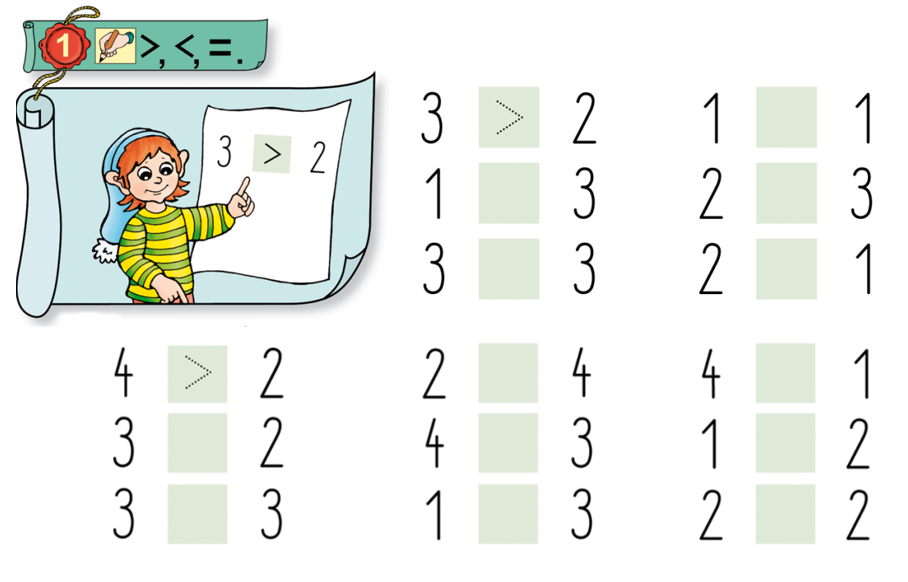 1 >, <, =.
3 > 2
3 > 2 1 1
1 3 2 3
3 3 2 1
4 > 2 2 4 4 1
3 2 4 3 1 2
3 3 1 3 2 2